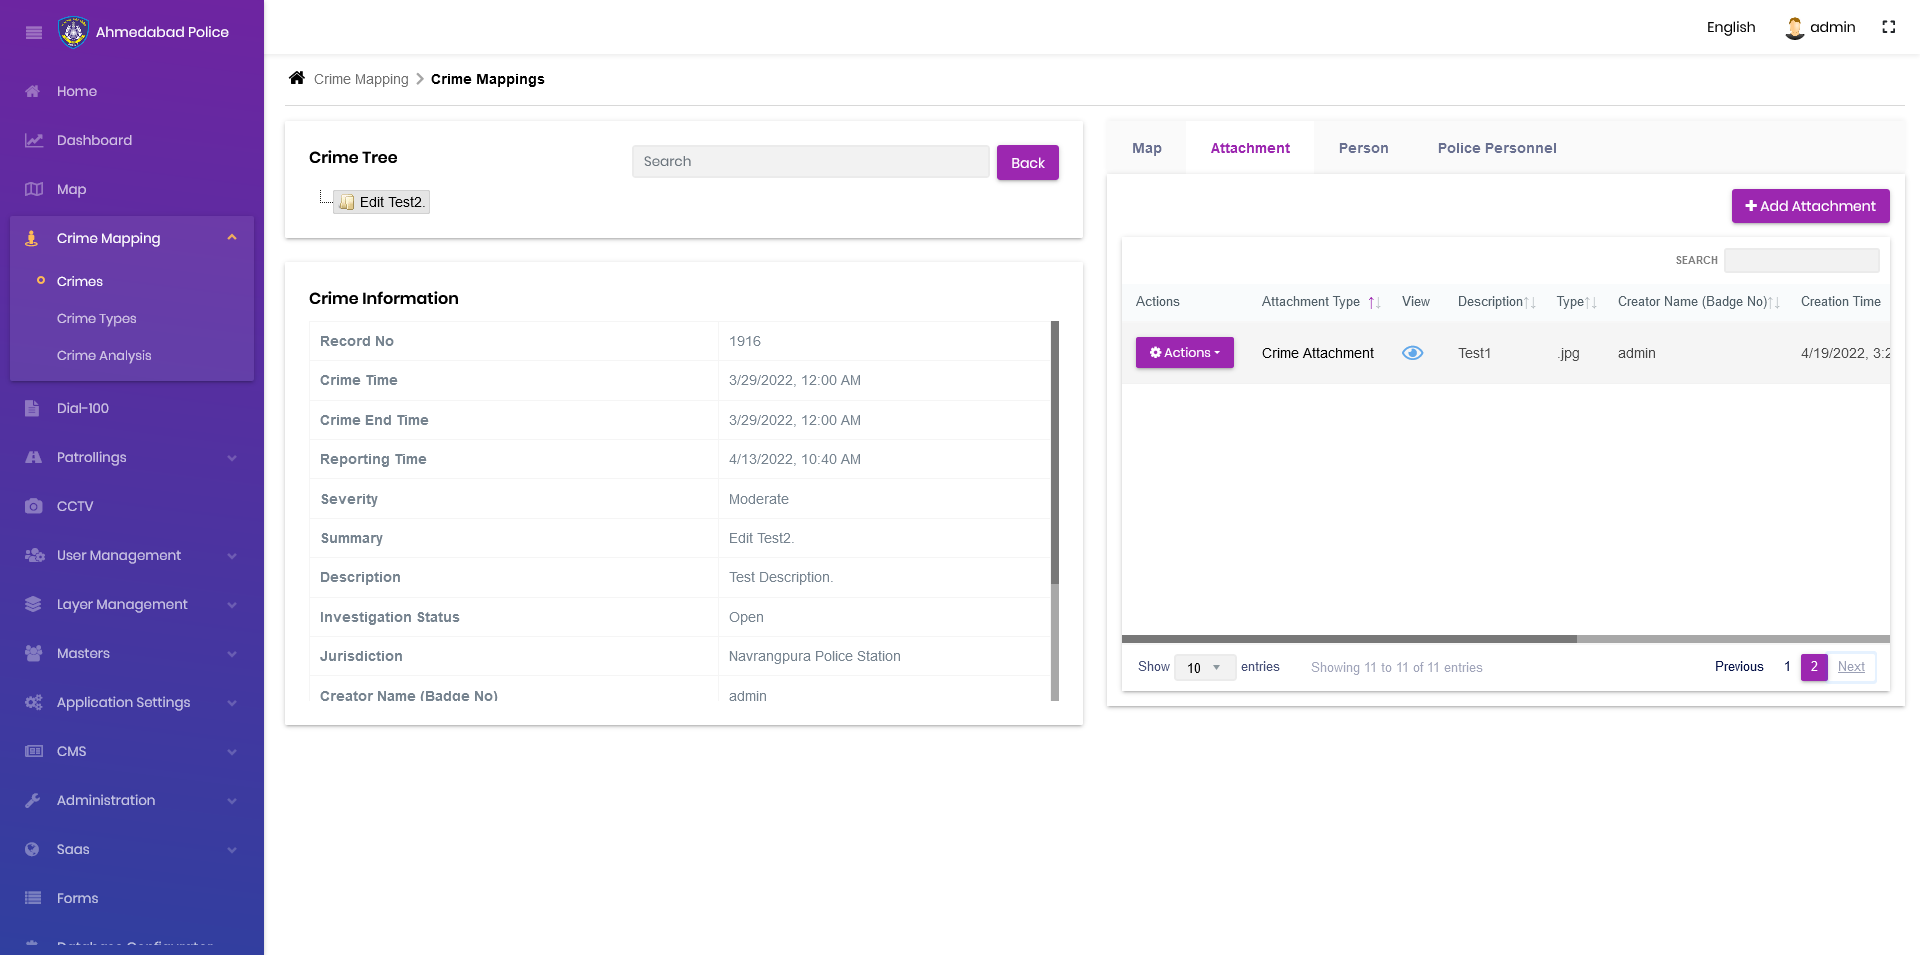 Ahmedabad Police
English
admin
Home
Dashboard
Map
Crime Mapping
Crimes
Crime Types
Crime Analysis
Dial-100
Patrollings
CCTV
User Management
Layer Management
Masters
Application Settings
CMS
Administration
Saas
Forms
Database Configurator
Crime Mapping
Crime Mappings
Crime Tree
Search
Back
Edit Test2.
Crime Information
Record No 1916
Crime Time 3/29/2022, 12:00 AM
Crime End Time 3/29/2022, 12:00 AM
Reporting Time 4/13/2022, 10:40 AM
Severity Moderate
Summary Edit Test2.
Description Test Description.
Investigation Status Open
Jurisdiction Navrangpura Police Station
Creator Name (Badge No) admin
Map Attachment Person Police Personnel
Add Attachment
SEARCH
Actions Attachment Type View Description Type Creator Name (Badge No) Creation Time
Actions Crime Attachment Test1 .jpg admin 4/19/2022, 3:2
Show 10 entries Showing 11 to 11 of 11 entries Previous 1 2 Next